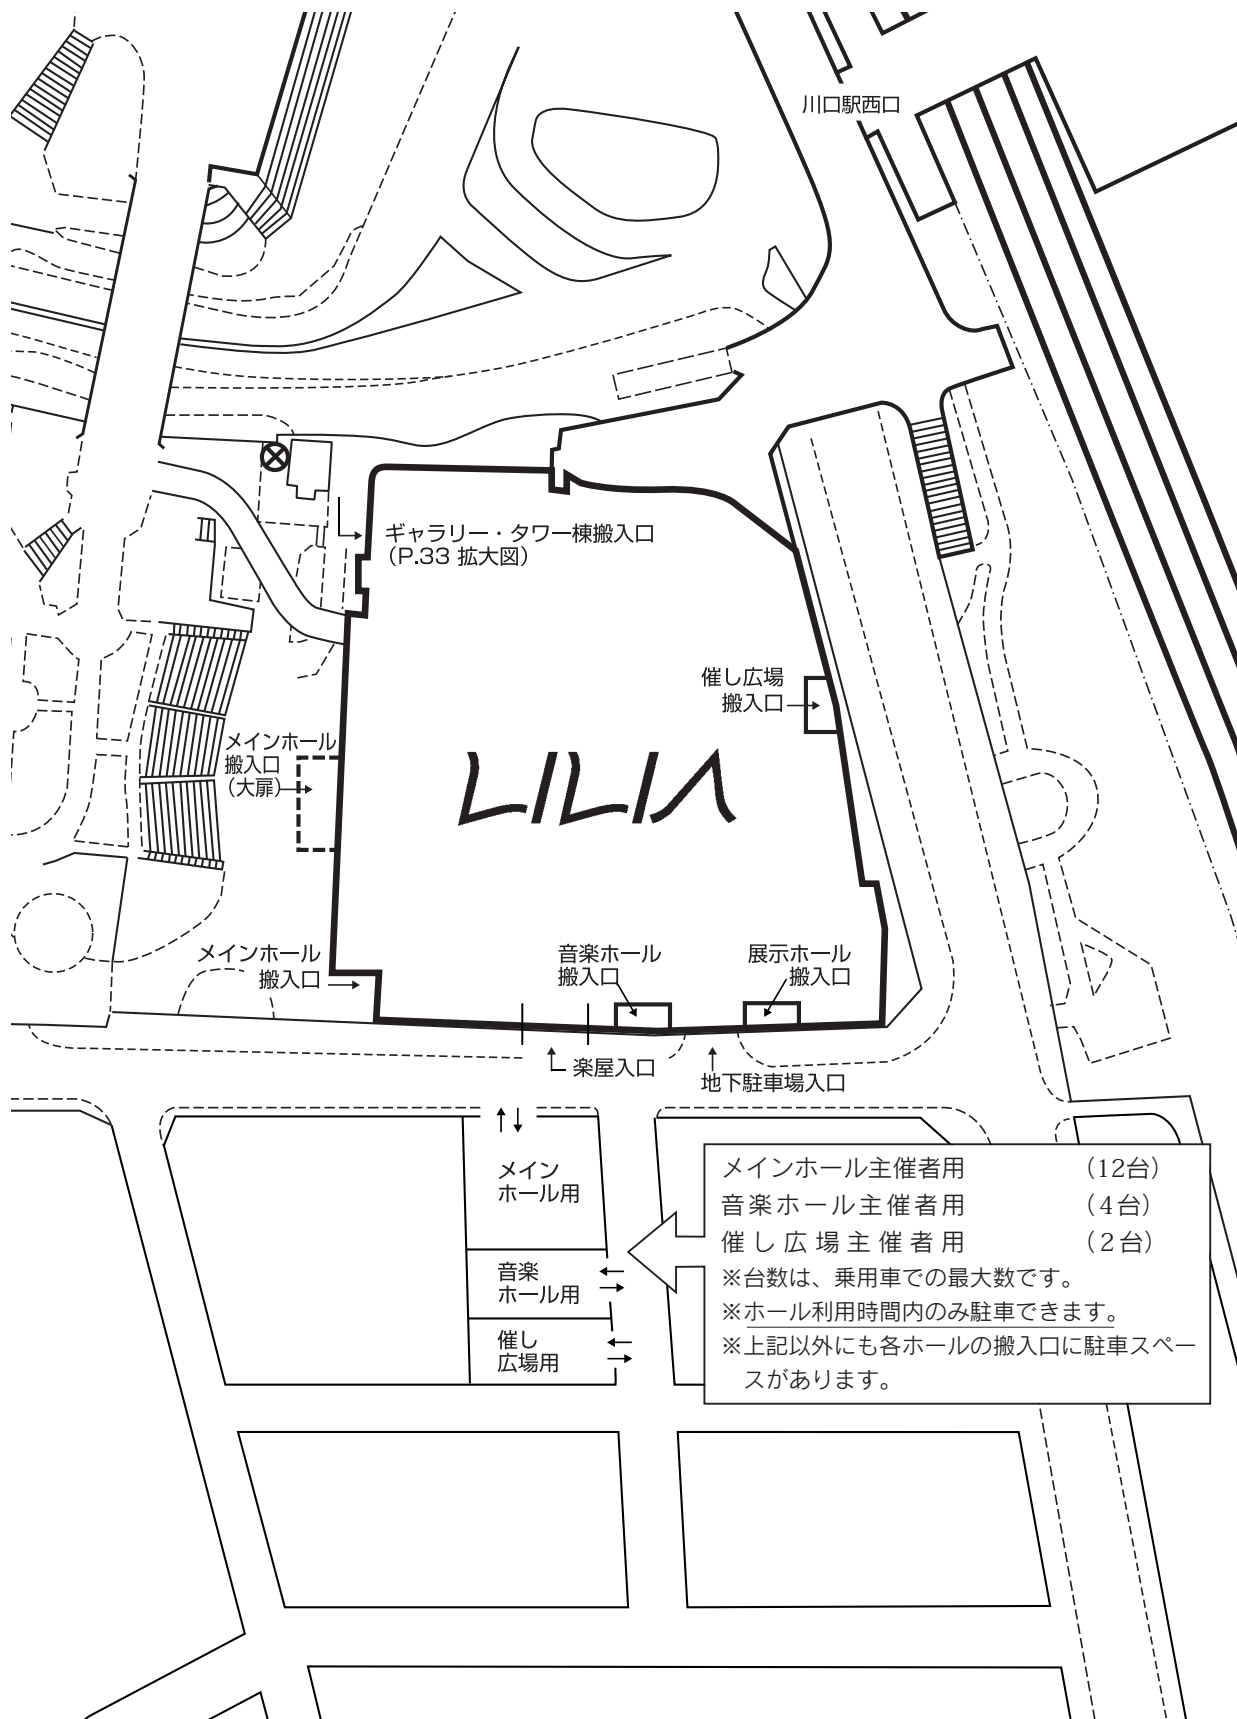 川口駅西口
ギャラリー・タワー棟搬入口
（P.33 拡大図）
催し広場
搬入口
メインホール
搬入口
（大扉）
LILIA
メインホール
搬入口
音楽ホール
搬入口
展示ホール
搬入口
楽屋入口
地下駐車場入口
メイン
ホール用
音楽
ホール用
催し
広場用
メインホール主催者用 （12台）
音楽ホール主催者用 （4台）
催し広場主催者用 （2台）
※台数は、乗用車での最大数です。
※ホール利用時間内のみ駐車できます。
※上記以外にも各ホールの搬入口に駐車スペー
スがあります。